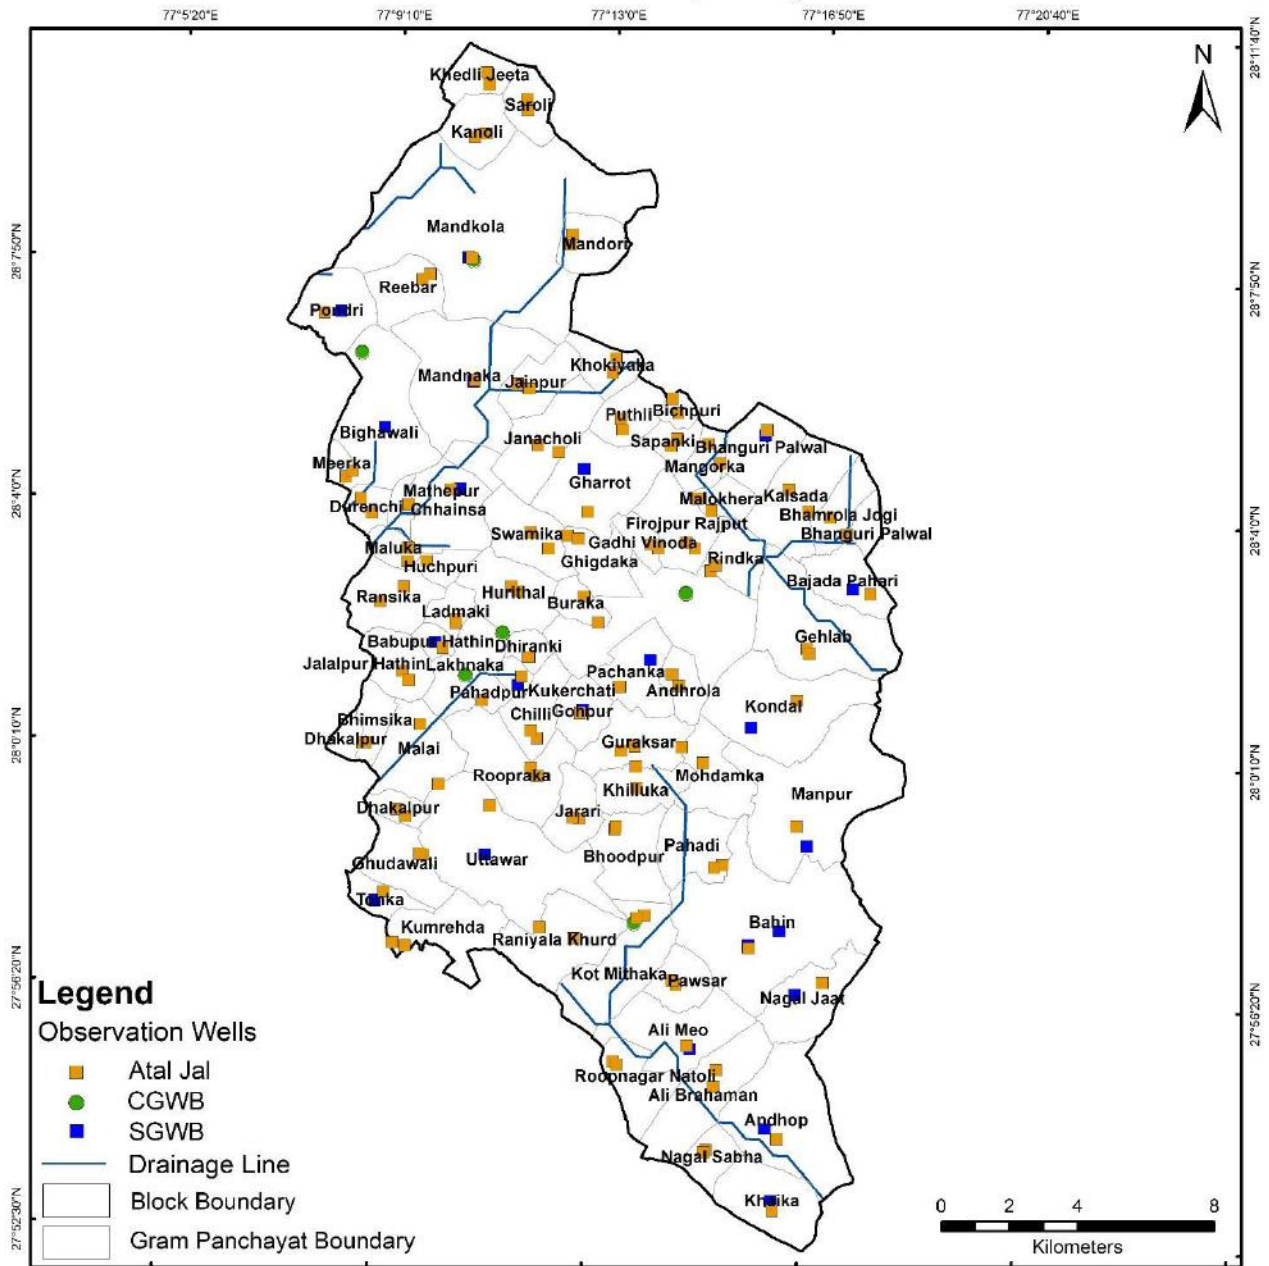 77°5'20"E 77°9'10"E 77°13'0"E 77°16'50"E 77°20'40"E
28°11'40"N
N
Khedli Jeeta
Saroli
Kanoli
Mandkola
Mandori
28°7'50"N
Reebar
28°7'50"N
Pondri
Khokiyaka
Mandnaka
Jainpur
Puthli
Bichpuri
Bighawali
Janacholi
Sapanki
Bhanguri Palwal
Meerka
Mangorka
Gharrot
28°4'0"N
Mathepur
Malokhera
Kalsada
Durenchi
Chhainsa
Bhamrola Jogi
Firojpur Rajput
28°4'0"N
Swamika
Gadhi Vinoda
Bhanguri Palwal
Maluka
Ghigdaka
Rindka
Huchpuri
Bajada Pahari
Ransika
Hurithal
Buraka
Ladmaki
Babupur
Hathin
Dhiranki
Gehlab
Jalalpur
Hathin
Lakhnaka
Pachanka
Pahadpur
Kukerchati
Andhrola
Chilli
Gohpur
Kondal
Bhimsika
28°0'10"N
Dhakalpur
Malai
Guraksar
28°0'10"N
Roopraka
Mohdamka
Khilluka
Manpur
Dhakalpur
Jarari
Pahadi
Ghudawali
Uttawar
Bhoodpur
Tonka
Kumrehda
Bahin
Raniyala Khurd
27°56'20"N
Kot Mithaka
Pawsar
Nagal Jaat
27°56'20"N
Ali Meo
Roopnagar Natoli
Ali Brahaman
Andhop
Nagal Sabha
Khaika
27°52'30"N
Legend
Observation Wells
Atal Jal
CGWB
SGWB
Drainage Line
Block Boundary
Gram Panchayat Boundary
0 2 4 8
Kilometers